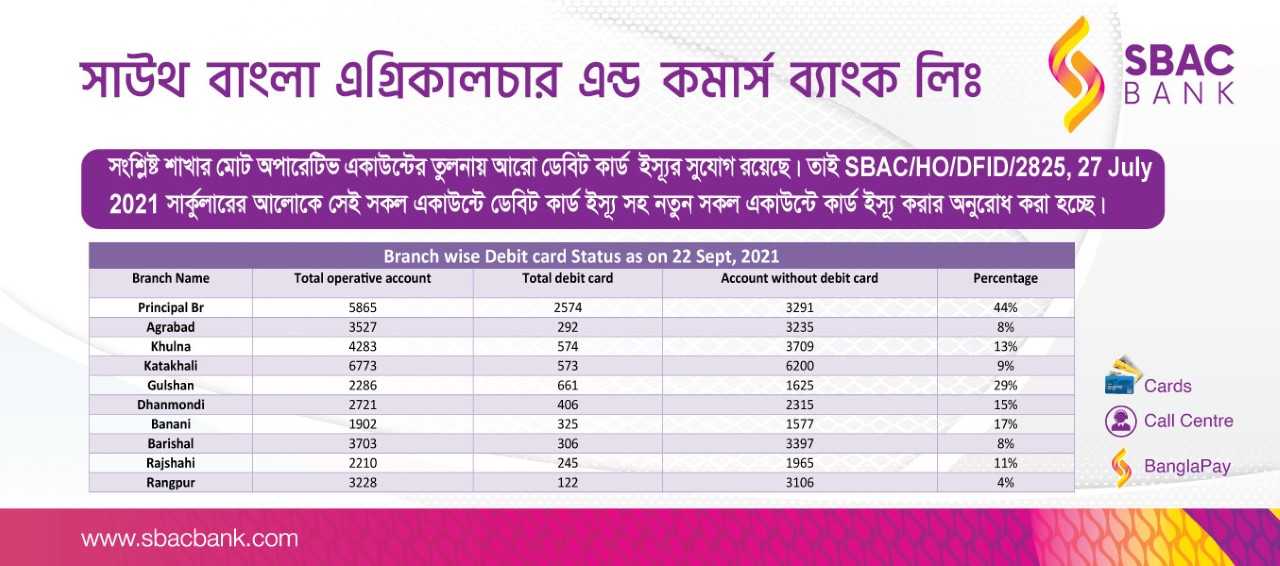 সাউথ বাংলা এগ্রিকালচার এন্ড কমার্স ব্যাংক লিঃ
SBAC
BANK
সংশ্লিষ্ট শাখার মোট অপারেটিভ একাউন্টের তুলনায় আরো ডেবিট কার্ড ইস্যূর সুযোগ রয়েছে। তাই SBAC/HO/DFID/2825, 27 July
2021 সার্কুলারের আলোকে সেই সকল একাউন্টে ডেবিট কার্ড ইস্যূ সহ নতুন সকল একাউন্টে কার্ড ইস্যূ করার অনুরোধ করা হচ্ছে।
Branch wise Debit card Status as on 22 Sept, 2021
Branch Name Total operative account Total debit card Account without debit card Percentage
Principal Br 5865 2574 3291 44%
Agrabad 3527 292 3235 8%
Khulna 4283 574 3709 13%
Katakhali 6773 573 6200 9%
Gulshan 2286 661 1625 29%
Dhanmondi 2721 406 2315 15%
Banani 1902 325 1577 17%
Barishal 3703 306 3397 8%
Rajshahi 2210 245 1965 11%
Rangpur 3228 122 3106 4%
Cards
Call Centre
BanglaPay
www.sbacbank.com